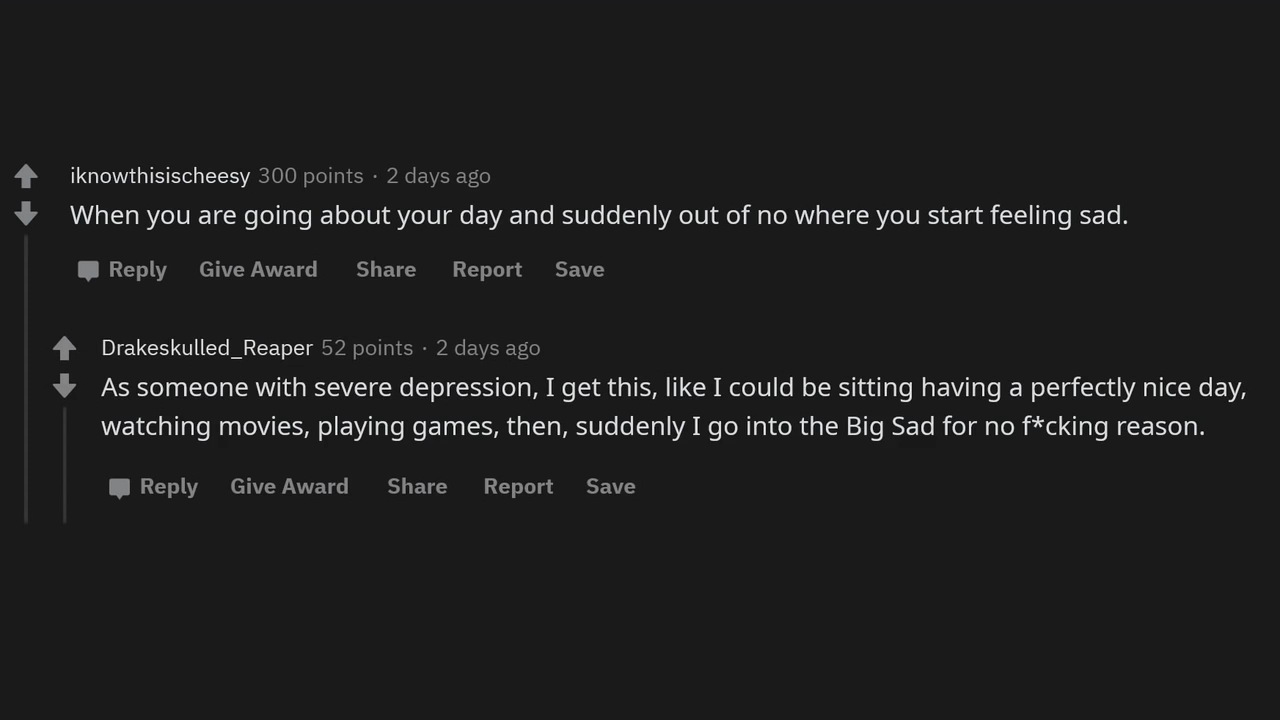 iknowthisischeesy 300 points · 2 days ago
When you are going about your day and suddenly out of no where you start feeling sad.
Reply Give Award Share Report Save
Drakeskulled_Reaper 52 points · 2 days ago
As someone with severe depression, I get this, like I could be sitting having a perfectly nice day,
watching movies, playing games, then, suddenly I go into the Big Sad for no f*cking reason.
Reply Give Award Share Report Save